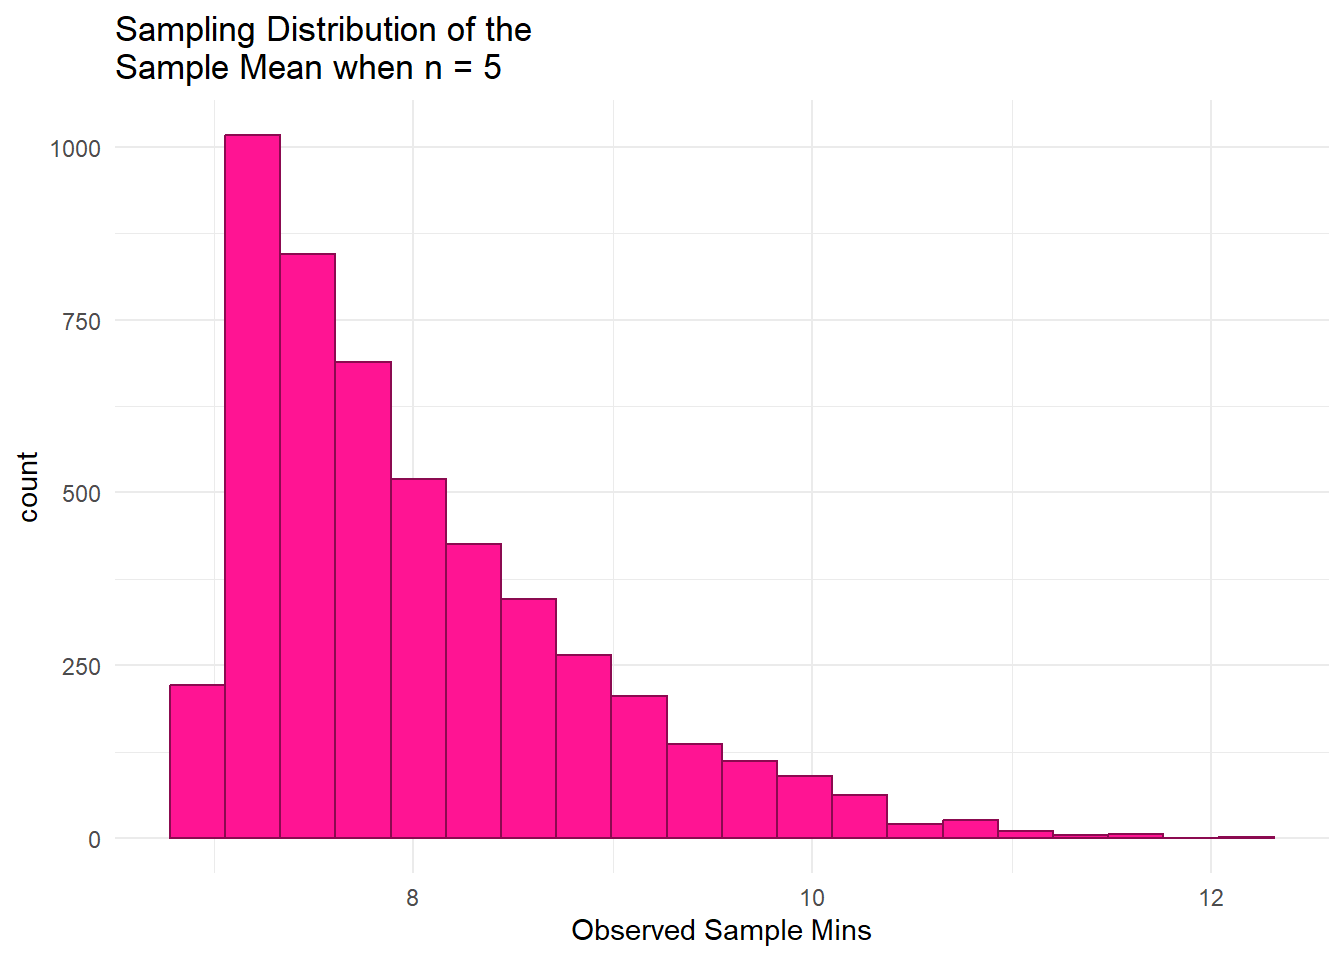 Sampling Distribution of the
Sample Mean when n = 5
1000
750
500
250
0
count
8
10
12
Observed Sample Mins